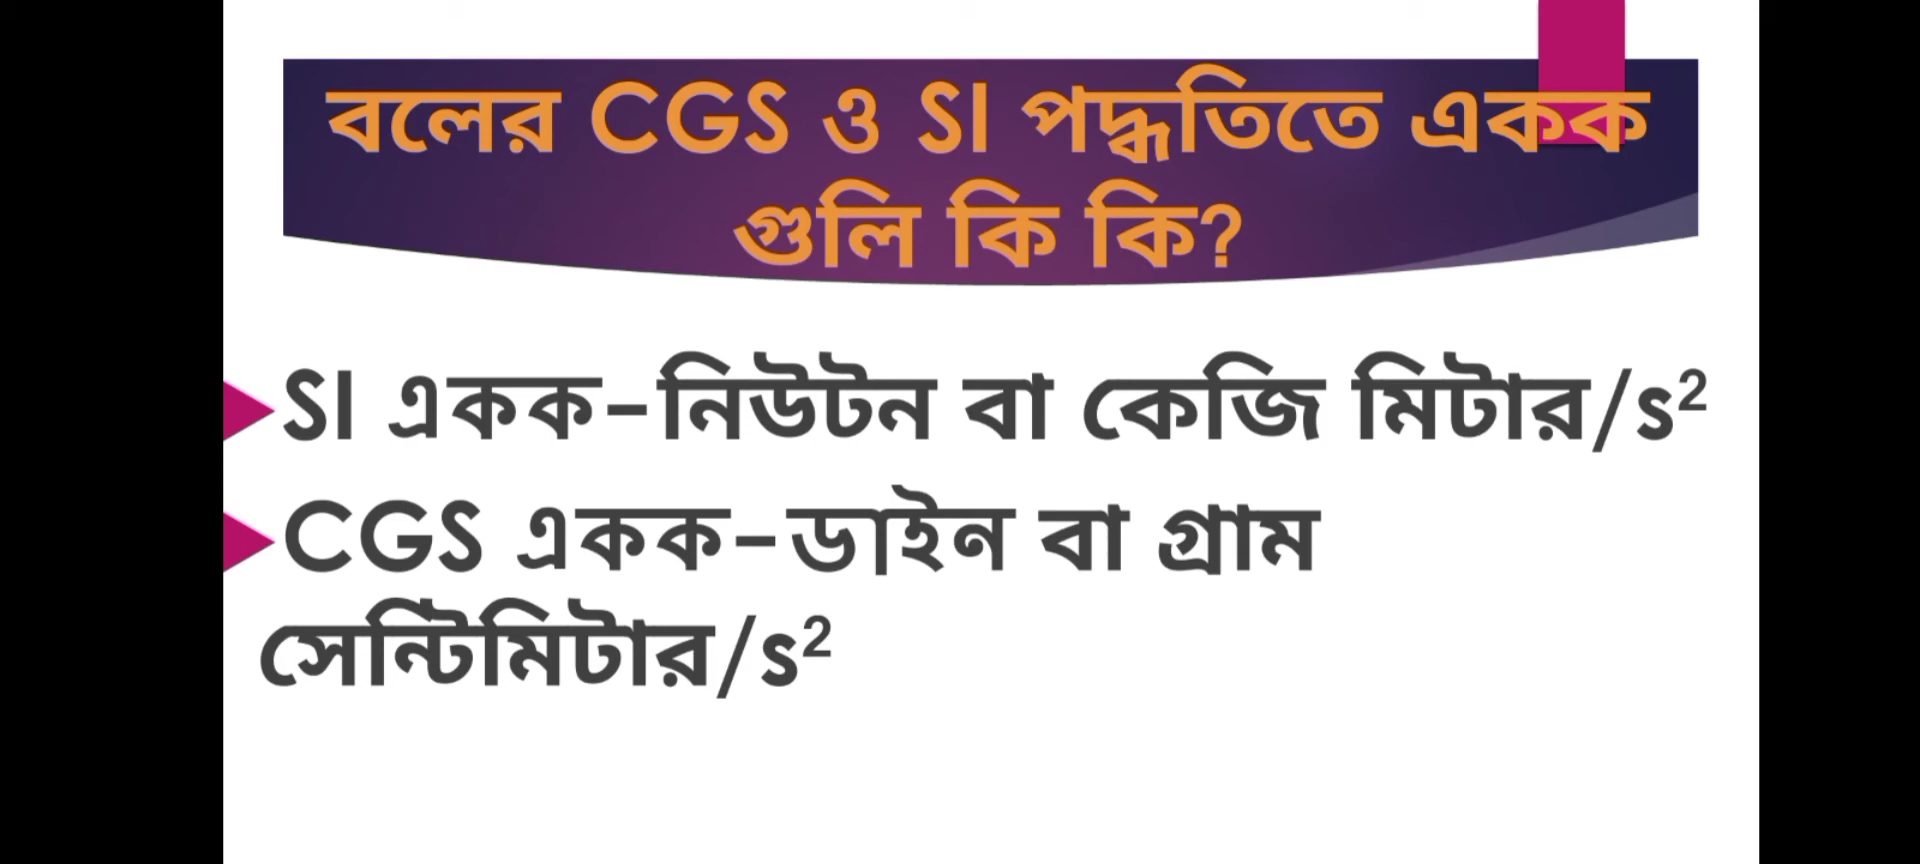 বলের CGS ও SI পদ্ধতিতে একক
গুলি কি কি?
SI একক-নিউটন বা কেজি মিটার/s²
CGS একক-ডাইন বা গ্রাম
সেন্টিমিটার/s²